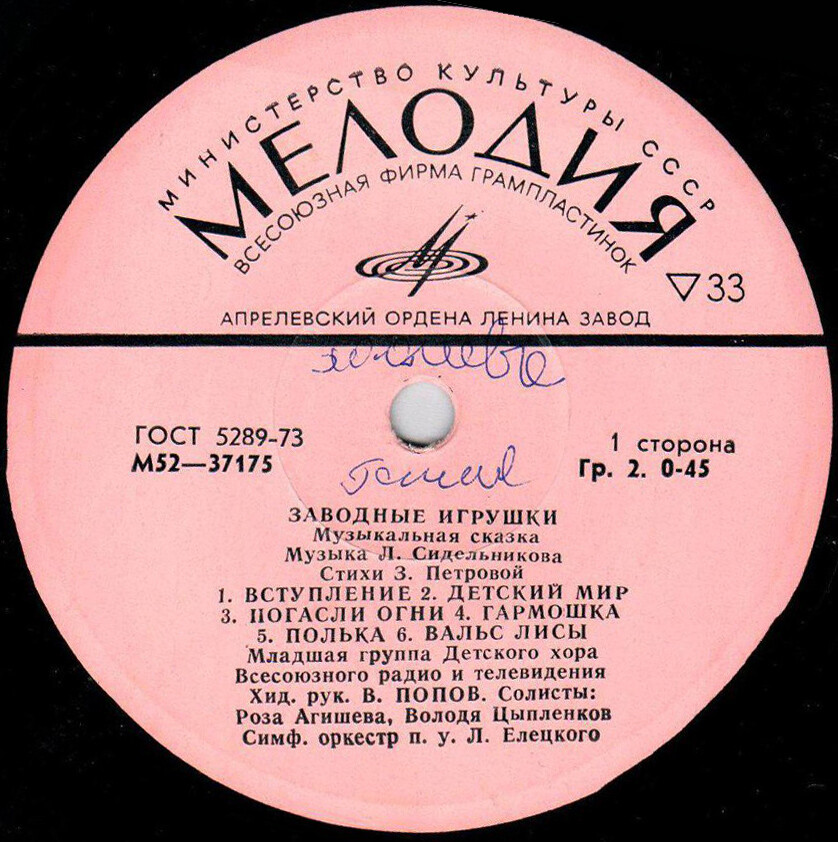 МИНИСТЕРСТВО КУЛЬТУРЫ СССР
МЕЛОДИЯ
ВСЕСОЮЗНАЯ ФИРМА ГРАМПЛАСТИНОК
33
АПРЕЛЕВСКИЙ ОРДЕНА ЛЕНИНА ЗАВОД
ГОСТ 5289-73
М52—37175
1 сторона
Гр. 2. 0-45
ЗАВОДНЫЕ ИГРУШКИ
Музыкальная сказка
Музыка Л. Сидельникова
Стихи З. Петровой
1. ВСТУПЛЕНИЕ 2. ДЕТСКИЙ МИР
3. ПОГАСЛИ ОГНИ 4. ГАРМОШКА
5. ПОЛЬКА 6. ВАЛЬС ЛИСЫ
Младшая группа Детского хора
Всесоюзного радио и телевидения
Хид. рук. В. ПОПОВ. Солисты:
Роза Агишева, Володя Цыпленков
Симф. оркестр п. у. Л. Елецкого